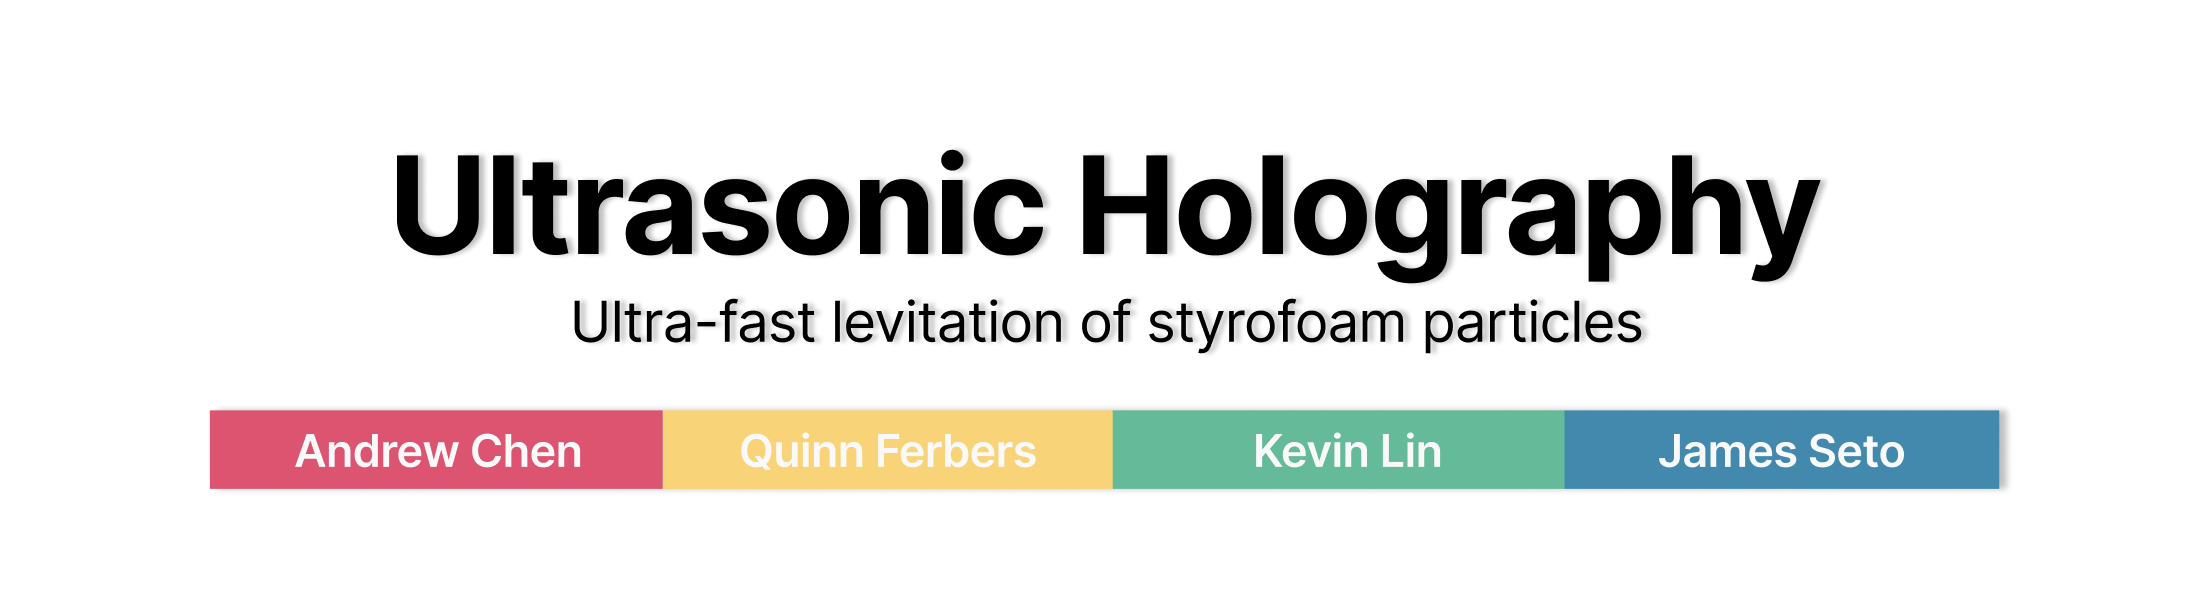 Ultrasonic Holography
Ultra-fast levitation of styrofoam particles
Andrew Chen Quinn Ferbers Kevin Lin James Seto